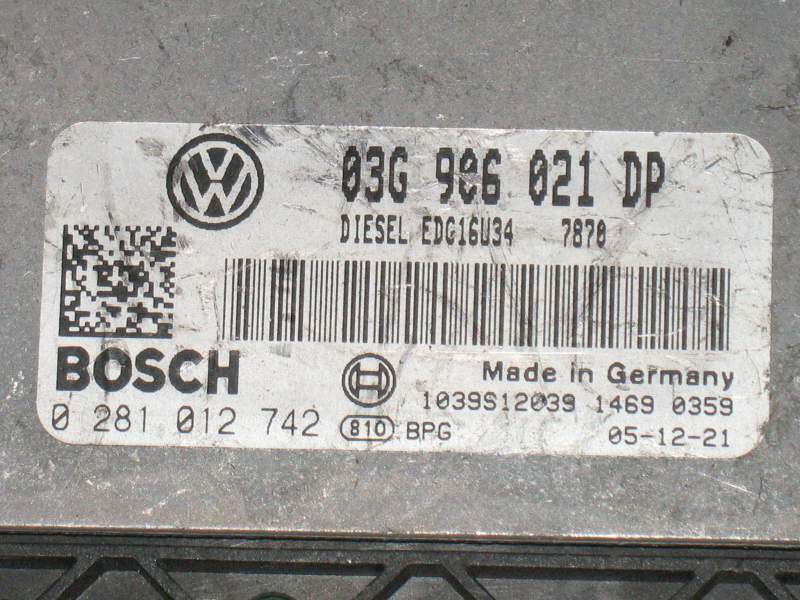 03G 906 021 DP
DIESEL EDC16U34 7870
BOSCH
Made in Germany
1039S12039 1469 0359
0 281 012 742 810 BPG 05-12-21